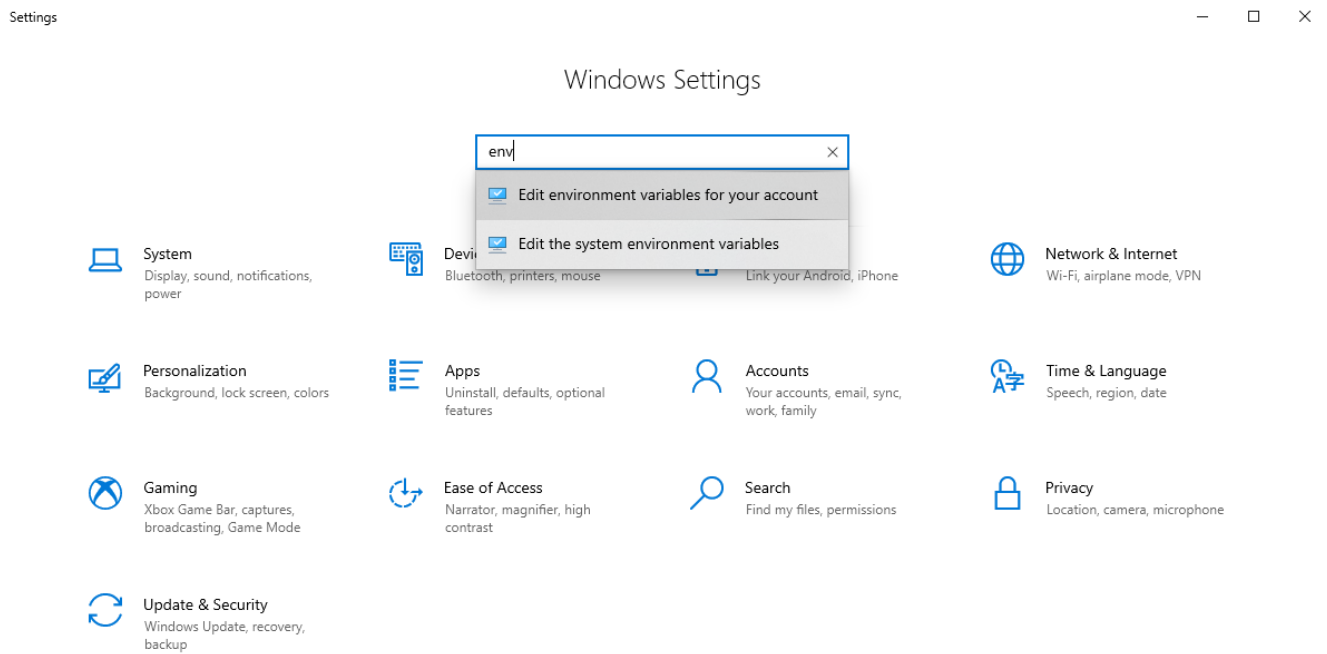 Settings
Windows Settings
env
Edit environment variables for your account
Edit the system environment variables
System
Display, sound, notifications,
power
Bluetooth, printers, mouse
Link your Android, iPhone
Network & Internet
Wi-Fi, airplane mode, VPN
Personalization
Background, lock screen, colors
Apps
Uninstall, defaults, optional
features
Accounts
Your accounts, email, sync,
work, family
Time & Language
Speech, region, date
Gaming
Xbox Game Bar, captures,
broadcasting, Game Mode
Ease of Access
Narrator, magnifier, high
contrast
Search
Find my files, permissions
Privacy
Location, camera, microphone
Update & Security
Windows Update, recovery,
backup